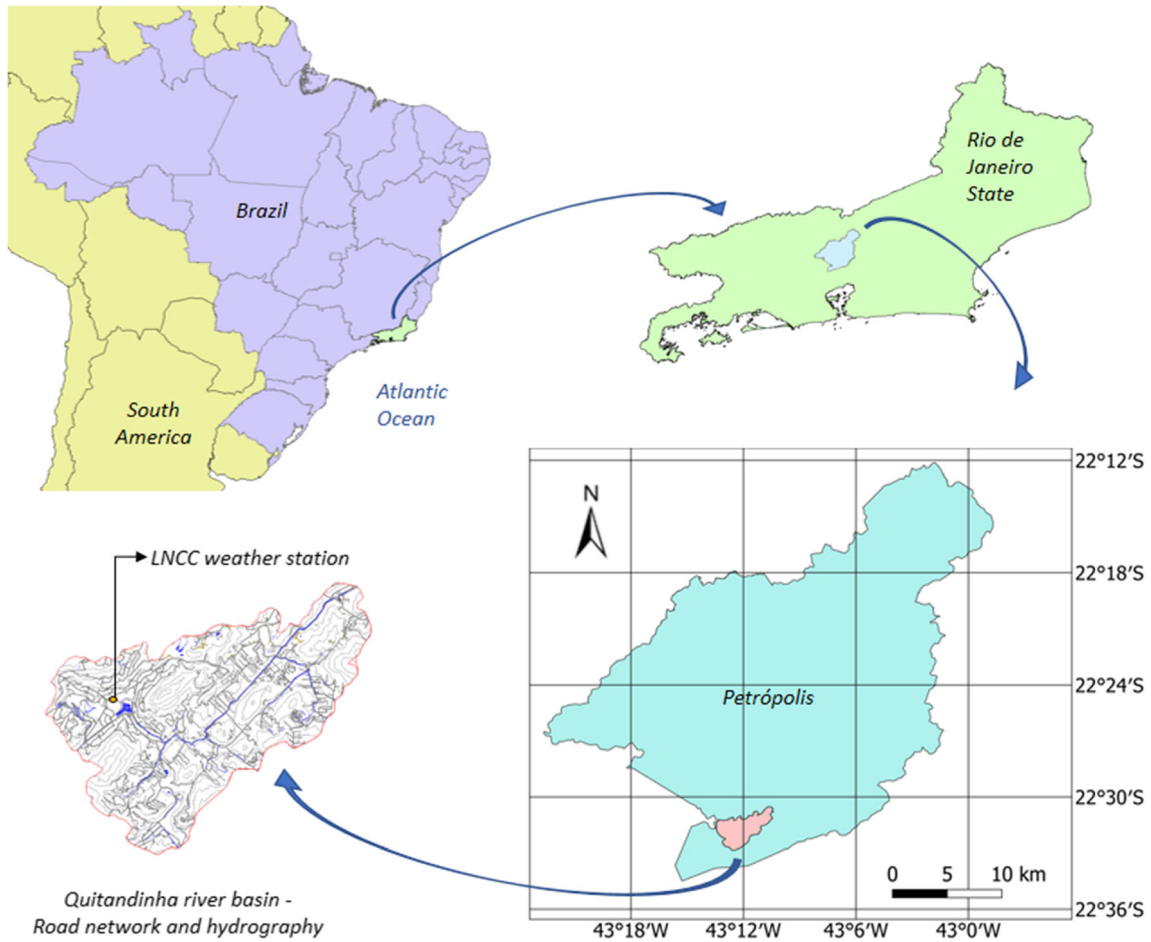 Brazil
Rio de
Janeiro
State
Atlantic
Ocean
South
America
LNCC weather station
Quitandinha river basin -
Road network and hydrography
N
Petrópolis
22°12'S
22°18'S
22°24'S
22°30'S
22°36'S
0 5 10 km
43°18'W 43°12'W 43°6'W 43°0'W